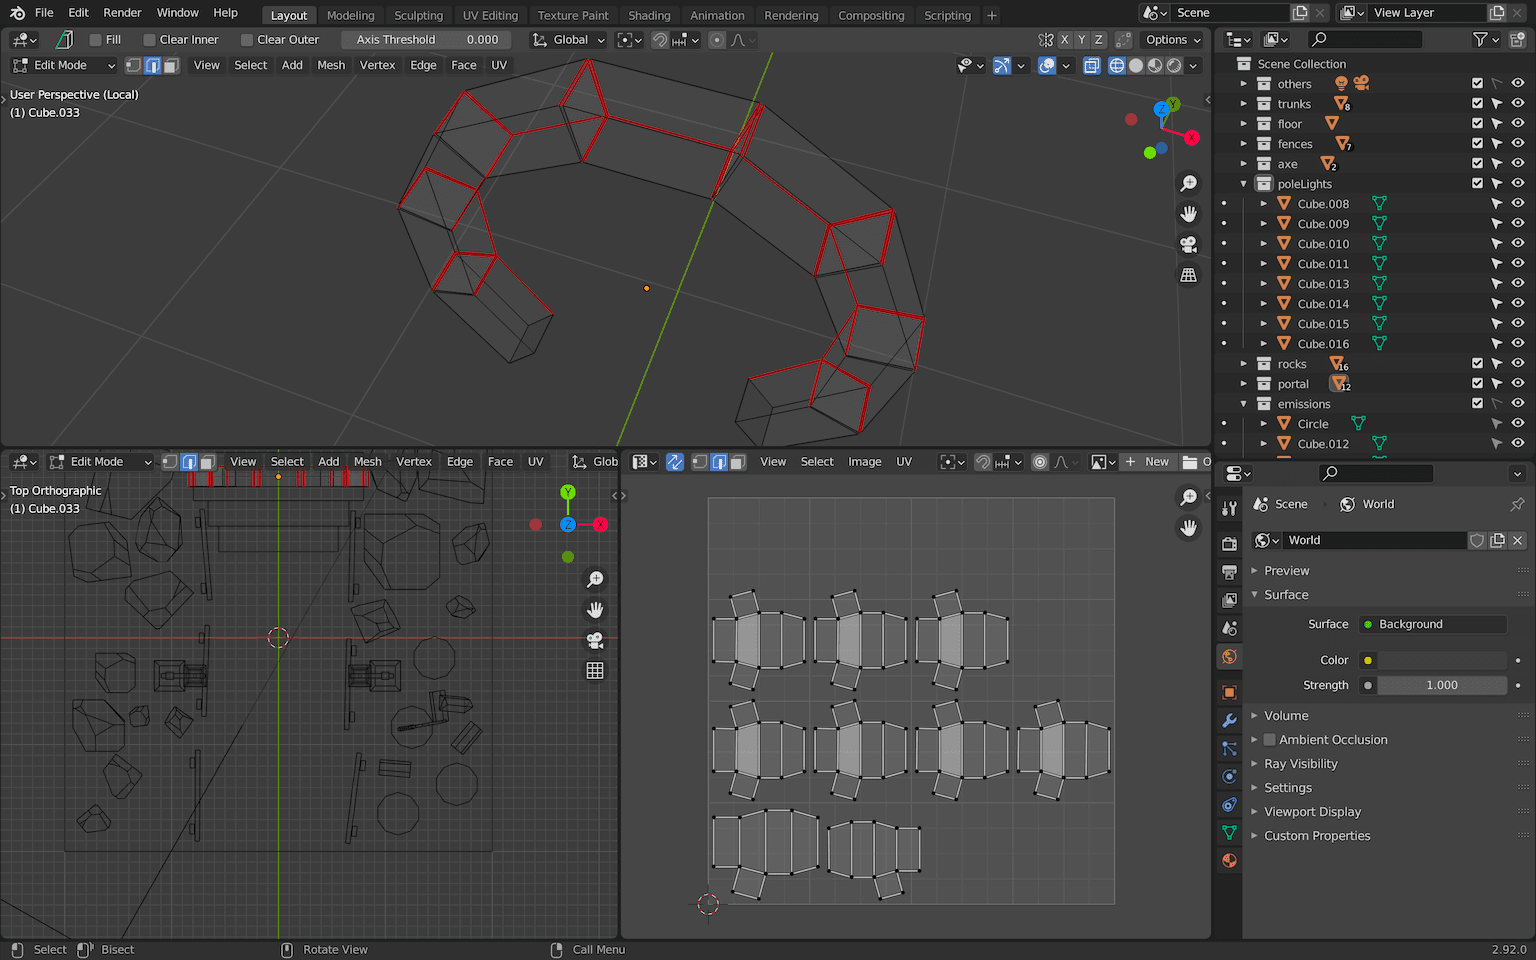 File Edit Render Window Help Layout Modeling Sculpting UV Editing Texture Paint Shading Animation Rendering Compositing Scripting + Scene View Layer
Fill Clear Inner Clear Outer Axis Threshold 0.000 Global X Y Z Options
Edit Mode View Select Add Mesh Vertex Edge Face UV
User Perspective (Local)
(1) Cube.033
Y
Z
X
Scene Collection
others
trunks 8
floor
fences 7
axe 2
poleLights
Cube.008
Cube.009
Cube.010
Cube.011
Cube.013
Cube.014
Cube.015
Cube.016
rocks 16
portal 12
emissions
Circle
Cube.012
Edit Mode View Select Add Mesh Vertex Edge Face UV Glob
Top Orthographic
(1) Cube.033
Y
Z X
View Select Image UV + New O
Scene World
World
Preview
Surface
Surface Background
Color
Strength 1.000
Volume
Ambient Occlusion
Ray Visibility
Settings
Viewport Display
Custom Properties
Select Bisect Rotate View Call Menu 2.92.0